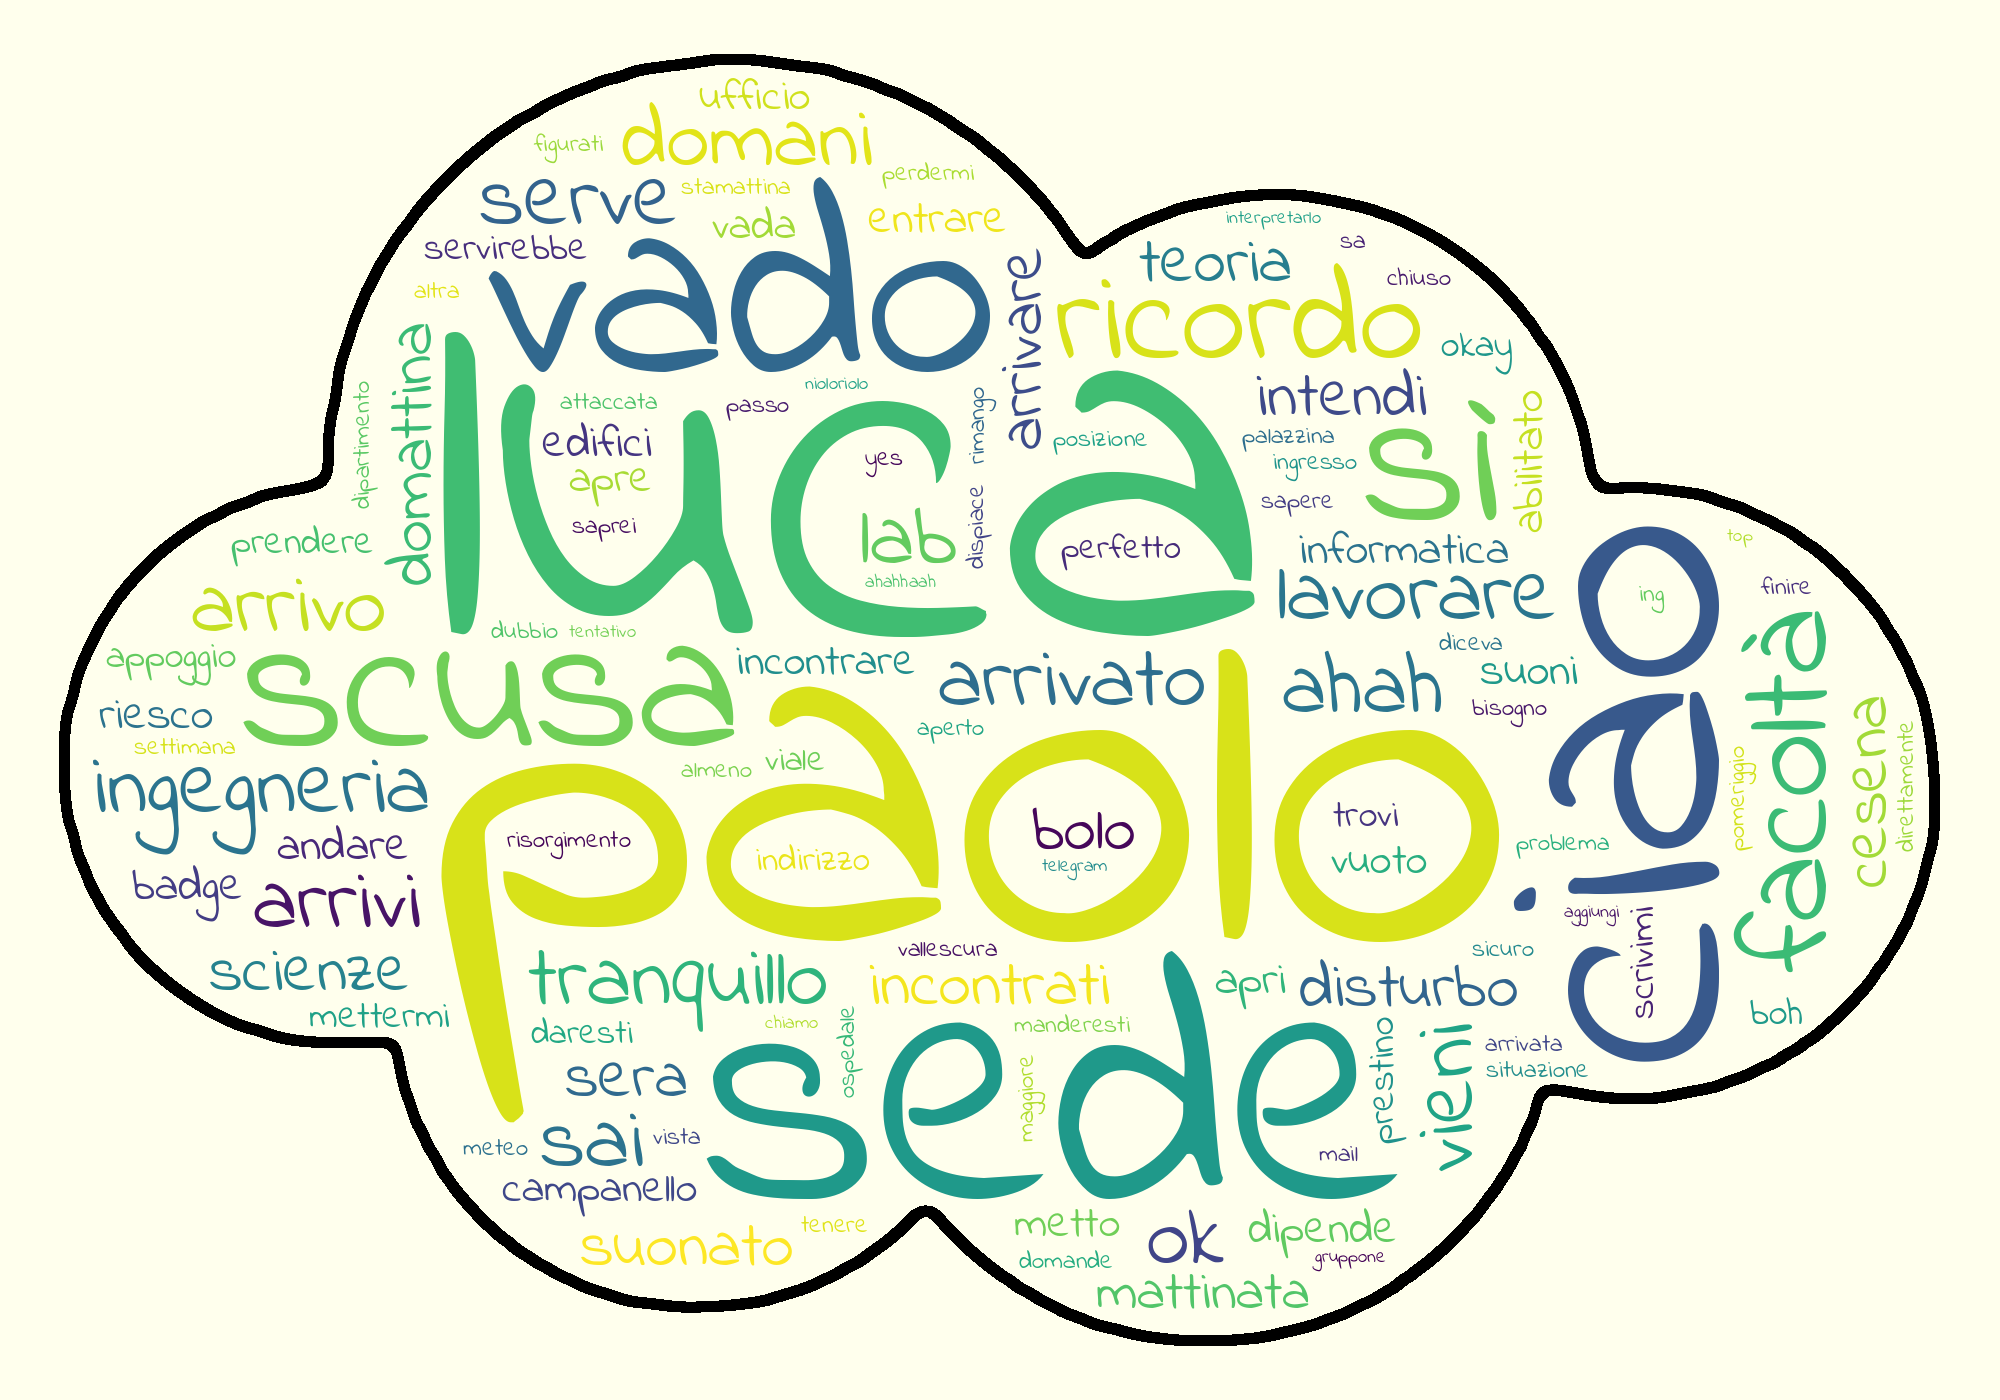 ufficio
figurati
domani
perdermi
serve
stamattina
vada
entrare
servirebbe
altra
vado
arrivare
interpretarlo
teoria
sa
chiuso
ricordo
okay
domattina
dipartimento
luca
nioloriolo
attaccata
passo
edifici
apre
saprei
yes
lab
ahahhaah
rimango
dispiace
posizione
perfetto
intendi
sí
palazzina
ingresso
sapere
abilitato
informatica
lavorare
prendere
arrivo
dubbio
tentativo
appoggio
scusa
incontrare
arrivato
ahah
diceva
suoni
bisogno
riesco
settimana
aperto
almeno
viale
ingegneria
paolo
risorgimento
indirizzo
bolo
telegram
trovi
vuoto
problema
ciao
ing
top
finire
facoltà
pomeriggio
cesena
direttamente
andare
badge
arrivi
scienze
mettermi
tranquillo
vallescura
incontrati
apri
disturbo
sicuro
aggiungi
scrivimi
boh
daresti
chiamo
ospedale
manderesti
maggiore
sera
sede
prestino
vieni
arrivata
situazione
meteo
sai
vista
mail
campanello
suonato
tenere
metto
ok
dipende
domande
gruppone
mattinata